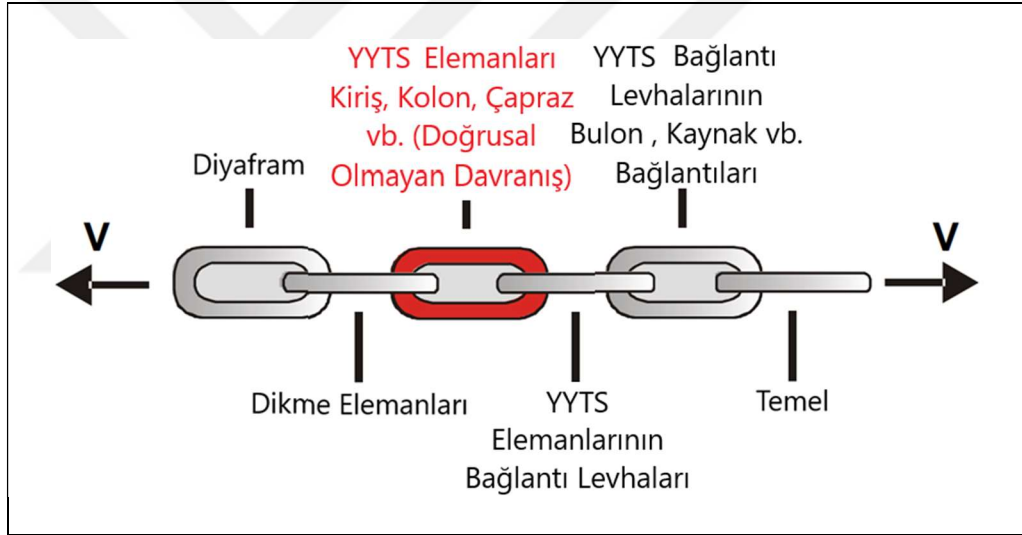 YYTS Elemanları
Kiriş, Kolon, Çapraz
vb. (Doğrusal
Olmayan Davranış)
YYTS Bağlantı
Levhalarının
Bulon , Kaynak vb.
Bağlantıları
Diyafram
V
V
Dikme Elemanları
YYTS
Elemanlarının
Bağlantı Levhaları
Temel